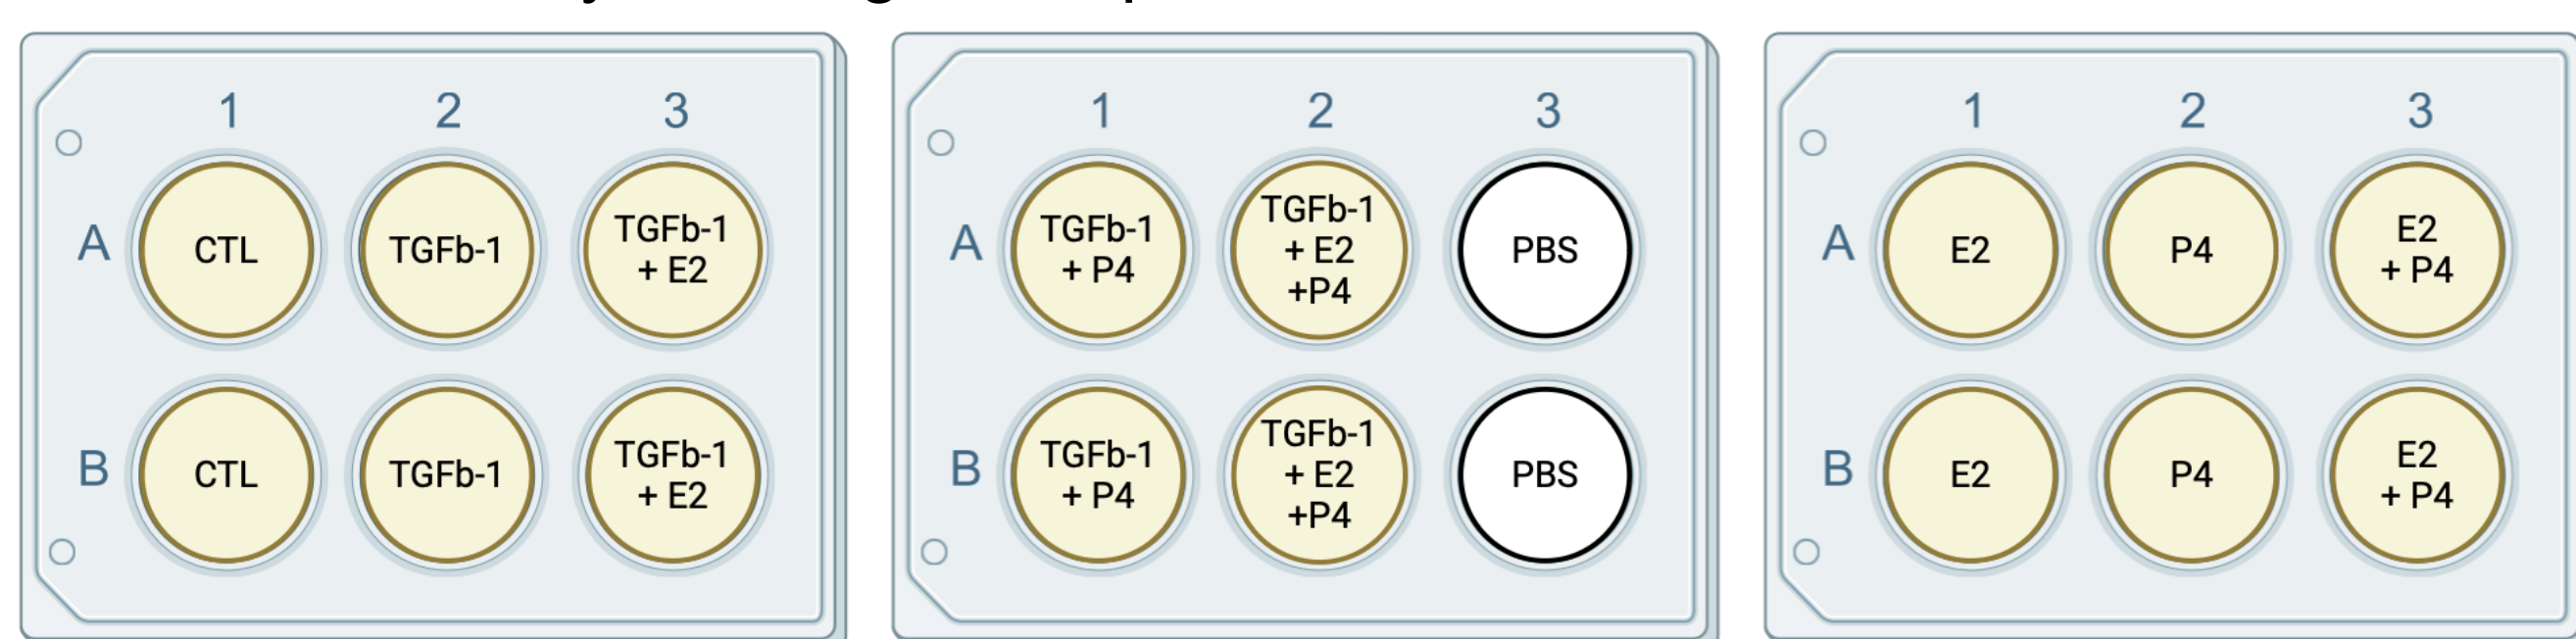 1 2 3
A CTL TGFb-1 TGFb-1
+ E2
B CTL TGFb-1 TGFb-1
+ E2
1 2 3
A TGFb-1
+ P4
TGFb-1
+ E2
+P4
PBS
B TGFb-1
+ P4
TGFb-1
+ E2
+P4
PBS
1 2 3
A E2 P4 E2
+ P4
B E2 P4 E2
+ P4